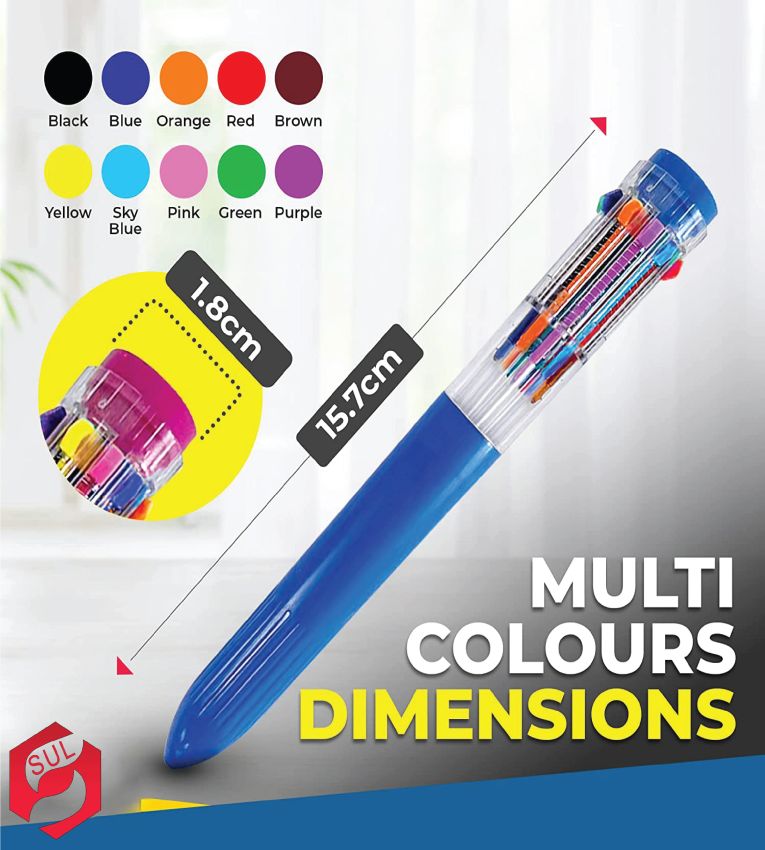 Black Blue Orange Red Brown
Yellow Sky Blue Pink Green Purple
1.8cm
15.7cm
MULTI
COLOURS
DIMENSIONS
SUL